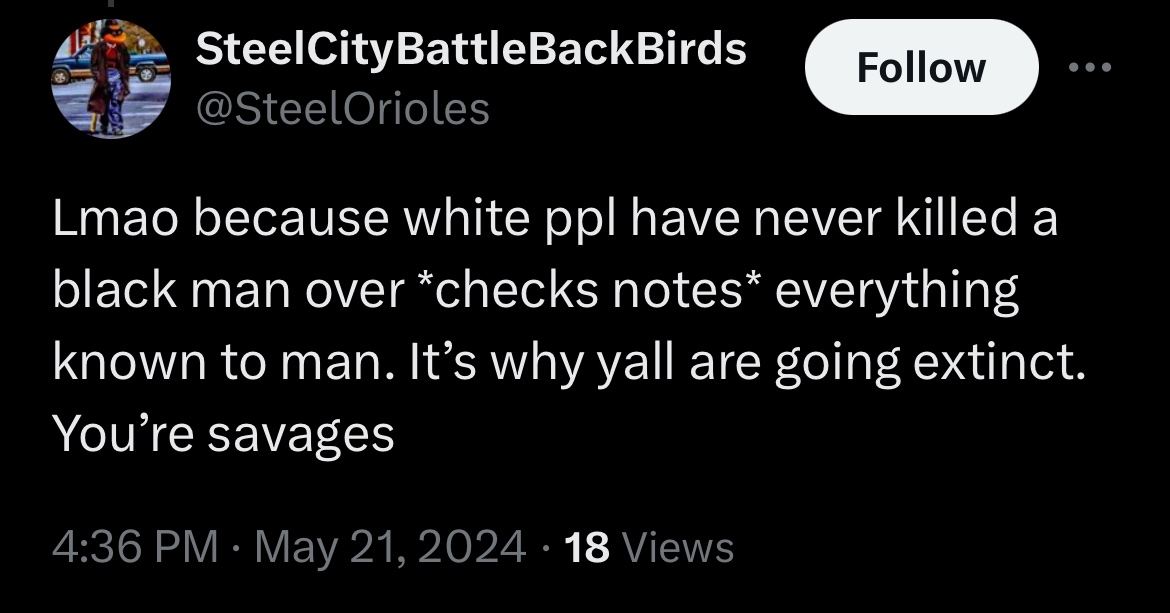 SteelCityBattleBackBirds
@SteelOrioles
Follow
Lmao because white ppl have never killed a
black man over *checks notes* everything
known to man. It’s why yall are going extinct.
You’re savages
4:36 PM · May 21, 2024 · 18 Views